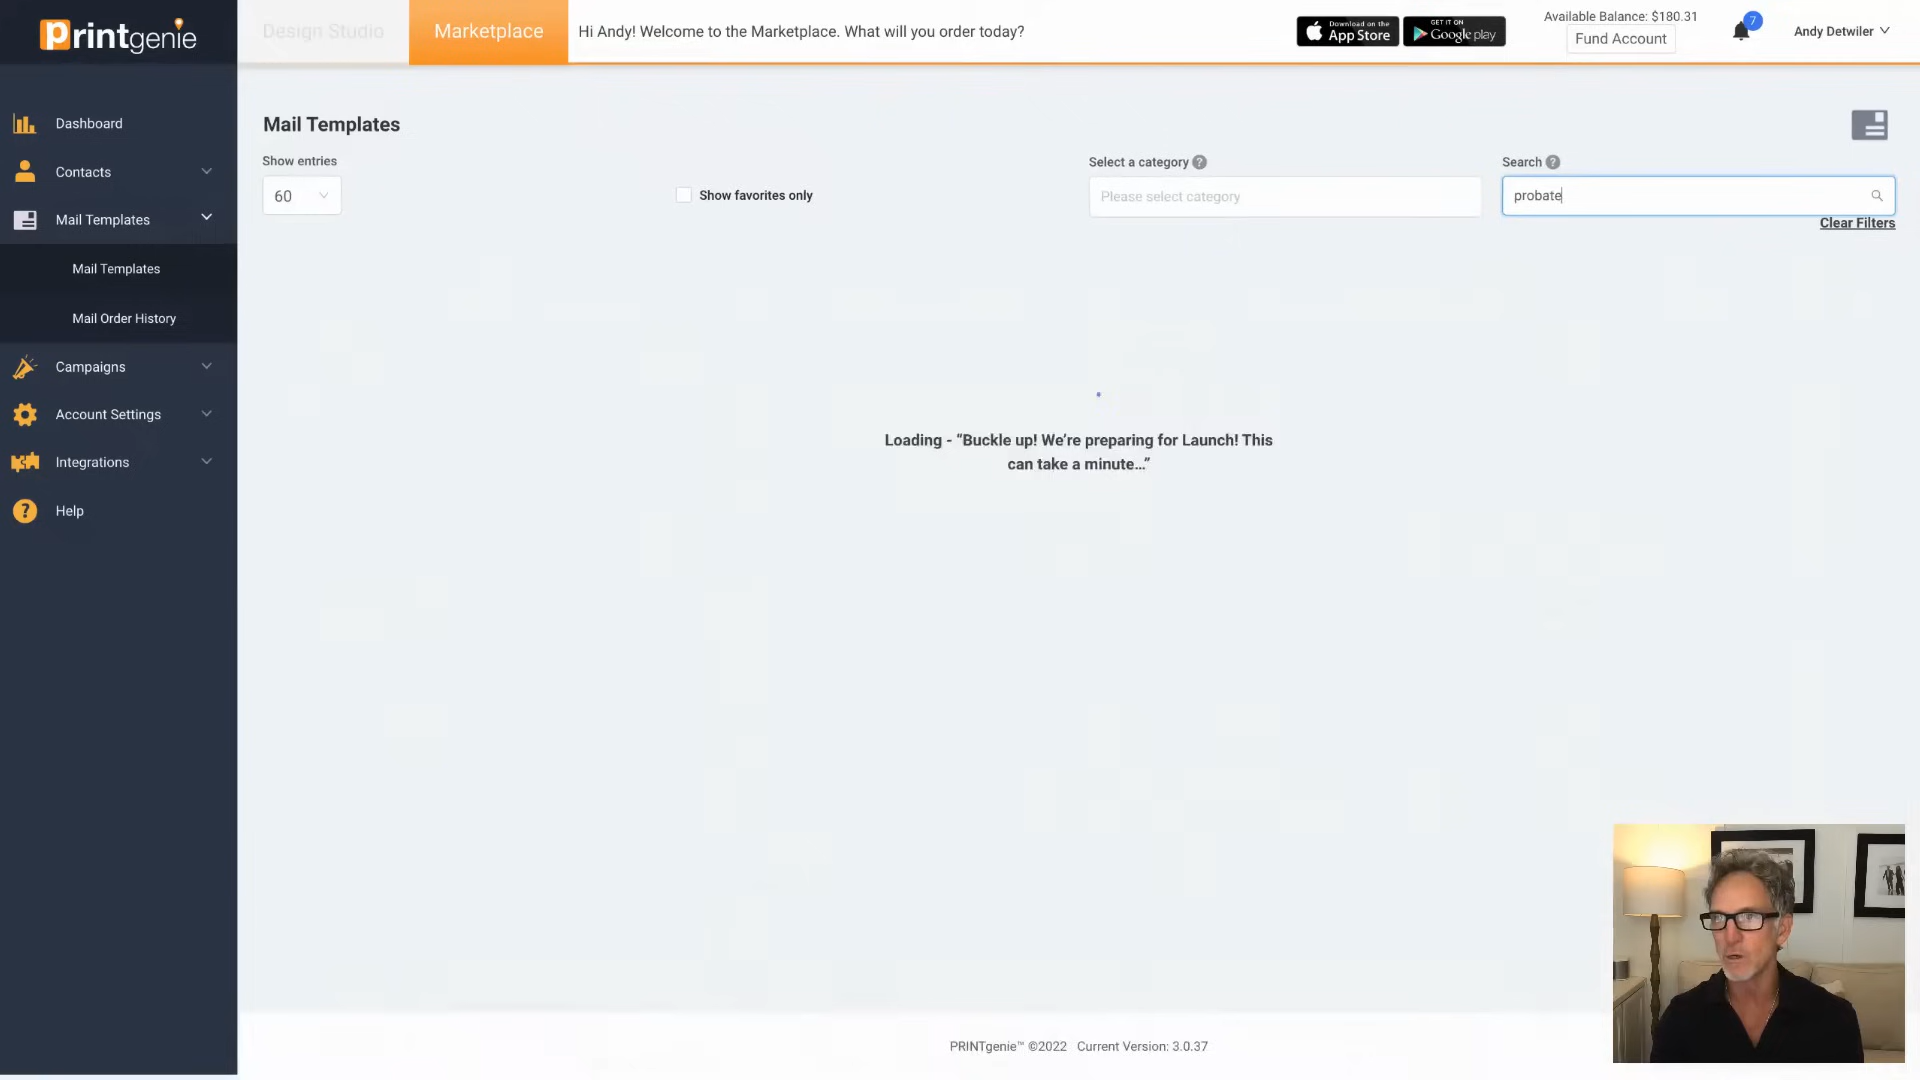 printgenie
Design Studio
Marketplace
Hi Andy! Welcome to the Marketplace. What will you order today?
Download on the
App Store
GET IT ON
Google play
Available Balance: $180.31
Fund Account
7
Andy Detwiler
Dashboard
Contacts
Mail Templates
Mail Templates
Mail Order History
Campaigns
Account Settings
Integrations
? Help
Mail Templates
Show entries
60
Show favorites only
Select a category ?
Please select category
Search ?
probate
Clear Filters
Loading - “Buckle up! We’re preparing for Launch! This
can take a minute…”
PRINTgenie™ ©2022 Current Version: 3.0.37